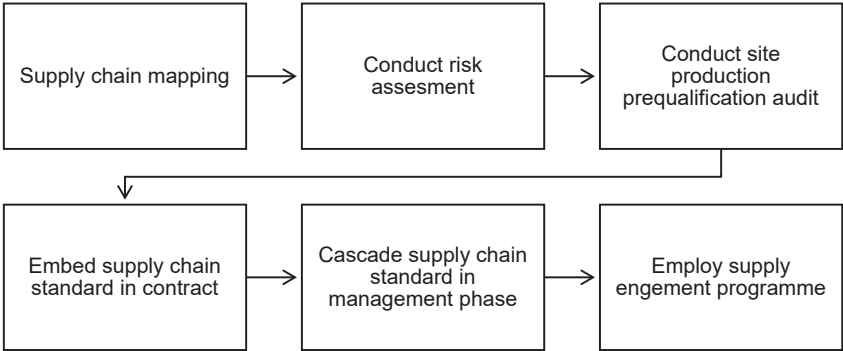 Supply chain mapping
Conduct risk
assesment
Conduct site
production
prequalification audit
Embed supply chain
standard in contract
Cascade supply chain
standard in
management phase
Employ supply
engement programme